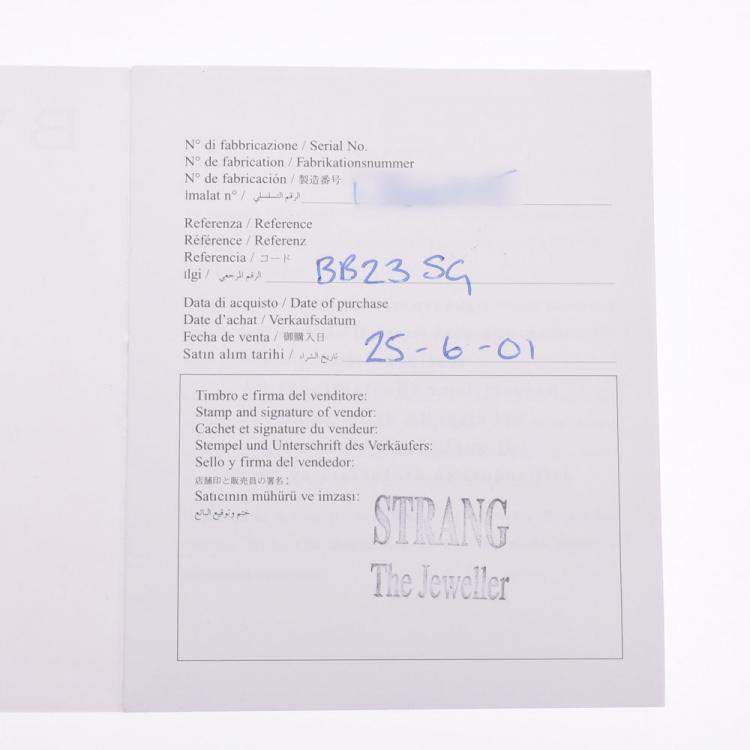 B V
N° di fabbricazione / Serial No.
N° de fabrication / Fabrikationsnummer
N° de fabricación / 製造番号
İmalat n° / الرقم التسلسلي
Referenza / Reference
Référence / Referenz
Referencia / コード
İlgi / الرقم المرجعي BB23 SG
Data di acquisto / Date of purchase
Date d'achat / Verkaufsdatum
Fecha de venta / 御購入日
Satın alım tarihi / تاريخ الشراء 25-6-01
Timbro e firma del venditore:
Stamp and signature of vendor:
Cachet et signature du vendeur:
Stempel und Unterschrift des Verkäufers:
Sello y firma del vendedor:
店舗印と販売員の署名:
Satıcının mühürü ve imzası:
ختم وتوقيع البائع
STRANG
The Jeweller